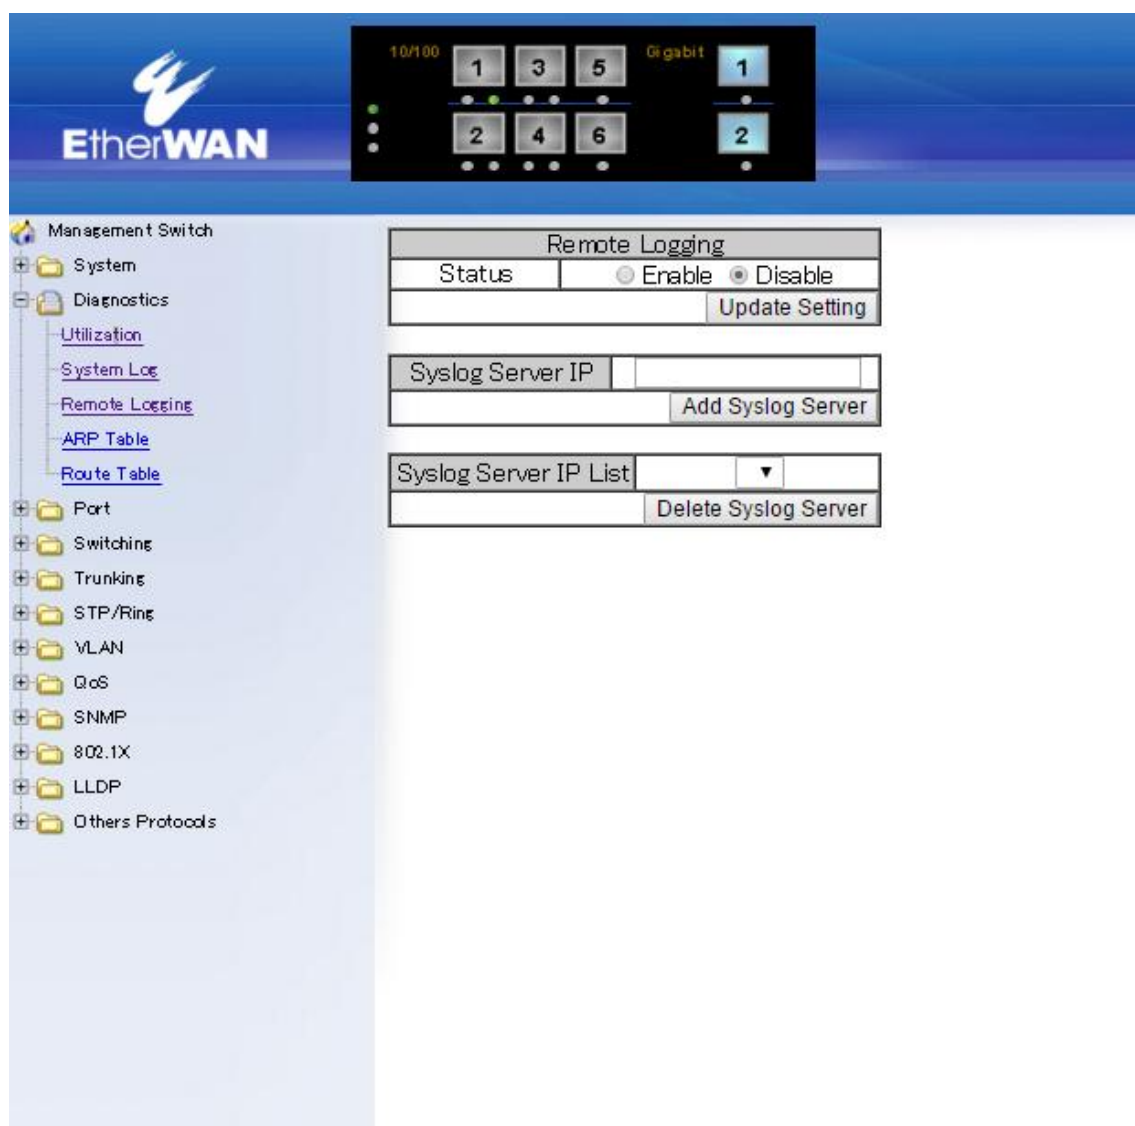 10/100
Gigabit
1 3 5 1
2 4 6 2
EtherWAN
Management Switch
System
Diagnostics
Utilization
System Log
Remote Logging
ARP Table
Route Table
Port
Switching
Trunking
STP/Ring
VLAN
QoS
SNMP
802.1X
LLDP
Others Protocols
Remote Logging
Status Enable Disable
Update Setting
Syslog Server IP
Add Syslog Server
Syslog Server IP List
Delete Syslog Server